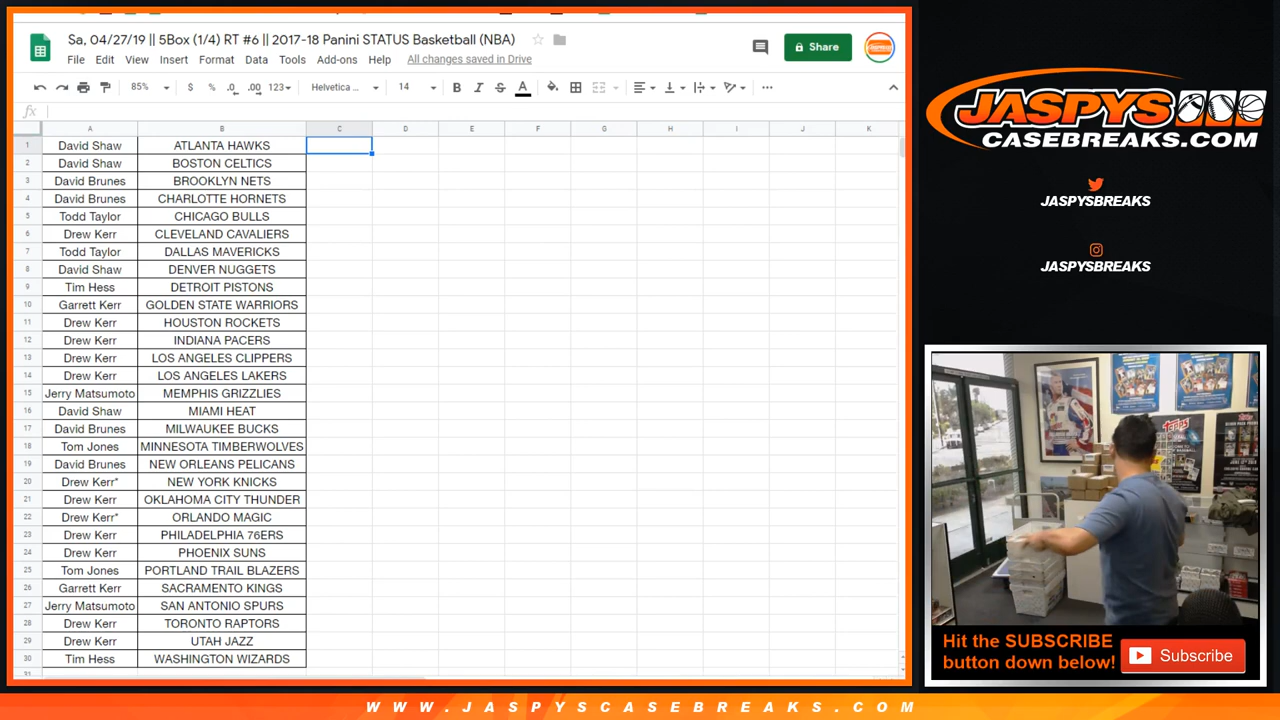 Sa, 04/27/19 || 5Box (1/4) RT #6 || 2017-18 Panini STATUS Basketball (NBA)
Share
File Edit View Insert Format Data Tools Add-ons Help All changes saved in Drive
85% $ % .0 .00 123 Helvetica ... 14 B I S A
fx
A B C D E F G H I J K
1 David Shaw ATLANTA HAWKS
2 David Shaw BOSTON CELTICS
3 David Brunes BROOKLYN NETS
4 David Brunes CHARLOTTE HORNETS
5 Todd Taylor CHICAGO BULLS
6 Drew Kerr CLEVELAND CAVALIERS
7 Todd Taylor DALLAS MAVERICKS
8 David Shaw DENVER NUGGETS
9 Tim Hess DETROIT PISTONS
10 Garrett Kerr GOLDEN STATE WARRIORS
11 Drew Kerr HOUSTON ROCKETS
12 Drew Kerr INDIANA PACERS
13 Drew Kerr LOS ANGELES CLIPPERS
14 Drew Kerr LOS ANGELES LAKERS
15 Jerry Matsumoto MEMPHIS GRIZZLIES
16 David Shaw MIAMI HEAT
17 David Brunes MILWAUKEE BUCKS
18 Tom Jones MINNESOTA TIMBERWOLVES
19 David Brunes NEW ORLEANS PELICANS
20 Drew Kerr* NEW YORK KNICKS
21 Drew Kerr OKLAHOMA CITY THUNDER
22 Drew Kerr* ORLANDO MAGIC
23 Drew Kerr PHILADELPHIA 76ERS
24 Drew Kerr PHOENIX SUNS
25 Tom Jones PORTLAND TRAIL BLAZERS
26 Garrett Kerr SACRAMENTO KINGS
27 Jerry Matsumoto SAN ANTONIO SPURS
28 Drew Kerr TORONTO RAPTORS
29 Drew Kerr UTAH JAZZ
30 Tim Hess WASHINGTON WIZARDS
31
JASPYS
CASEBREAKS.COM
JASPYSBREAKS
JASPYSBREAKS
TOPPS
Hit the SUBSCRIBE
button down below!
Subscribe
WWW.JASPYSCASEBREAKS.COM